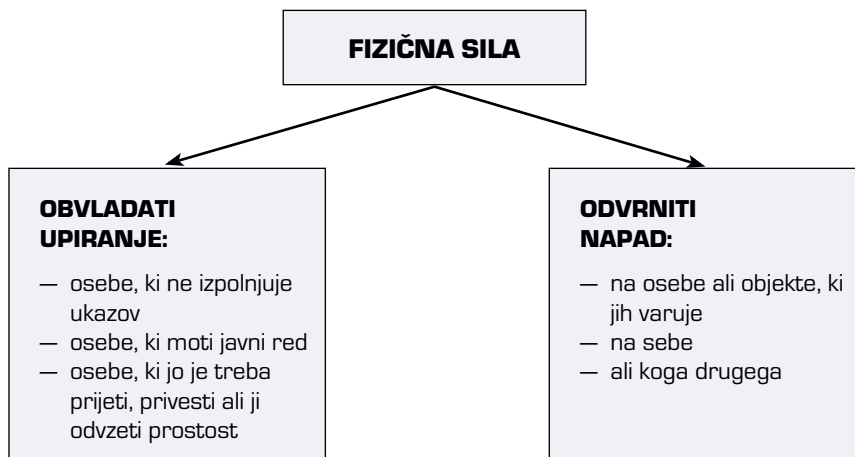 FIZIČNA SILA
OBVLADATI
UPIRANJE:
— osebe, ki ne izpolnjuje
ukazov
— osebe, ki moti javni red
— osebe, ki jo je treba
prijeti, privesti ali ji
odvzeti prostost
ODVRNITI
NAPAD:
— na osebe ali objekte, ki
jih varuje
— na sebe
— ali koga drugega